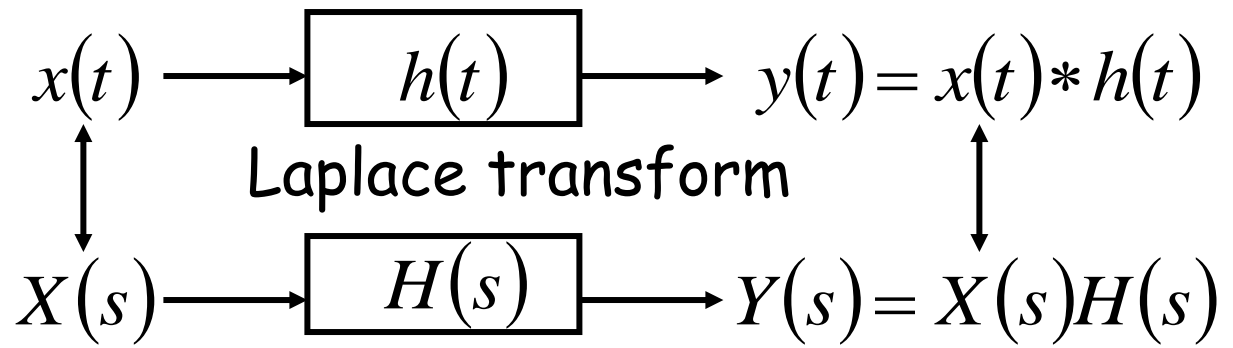 x(t) h(t) y(t) = x(t) * h(t)
Laplace transform
X(s) H(s) Y(s) = X(s)H(s)